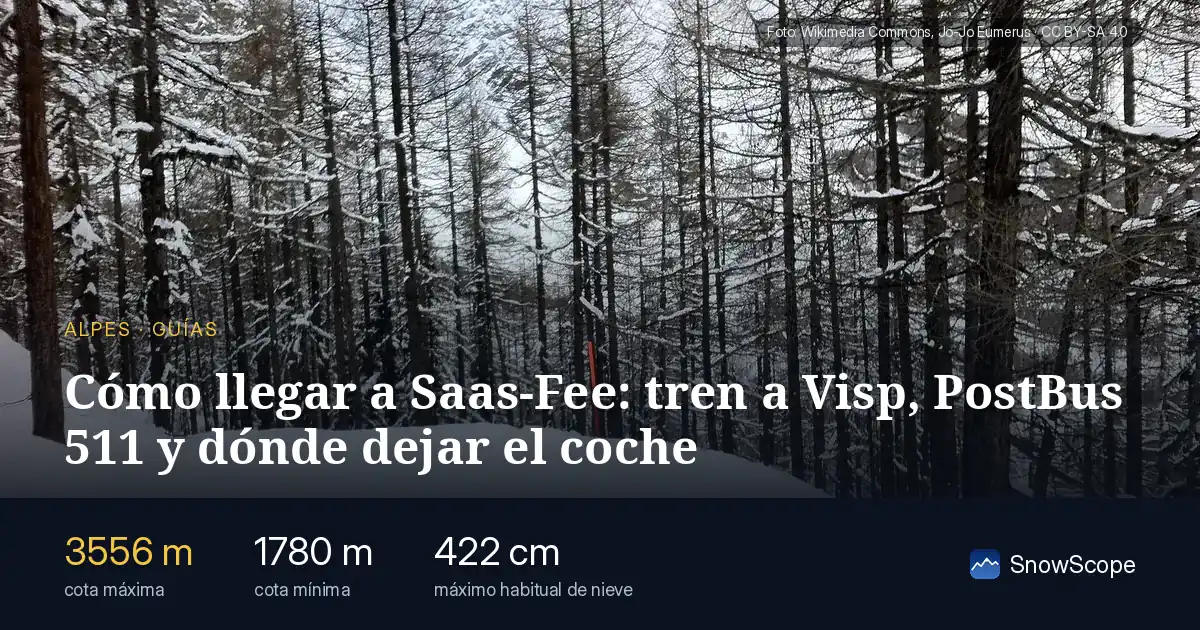 Foto: Wikimedia Commons, Jo-Jo Eumerus · CC BY-SA 4.0
ALPES · GUÍAS
Cómo llegar a Saas-Fee: tren a Visp, PostBus
511 y dónde dejar el coche
3556 m
cota máxima
1780 m
cota mínima
422 cm
máximo habitual de nieve
SnowScope